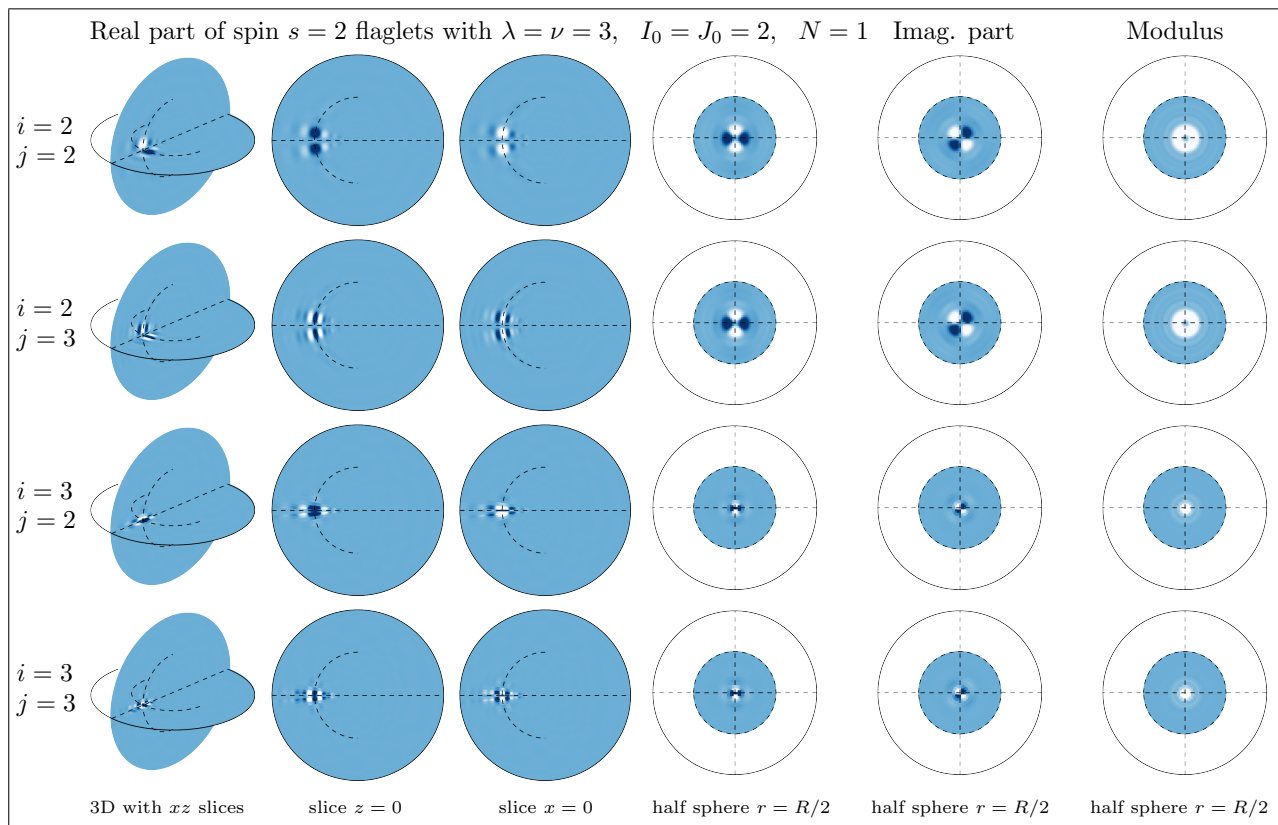 Real part of spin s = 2 flaglets with λ = ν = 3, I₀ = J₀ = 2, N = 1 Imag. part Modulus
i = 2
j = 2
i = 2
j = 3
i = 3
j = 2
i = 3
j = 3
3D with xz slices slice z = 0 slice x = 0 half sphere r = R/2 half sphere r = R/2 half sphere r = R/2